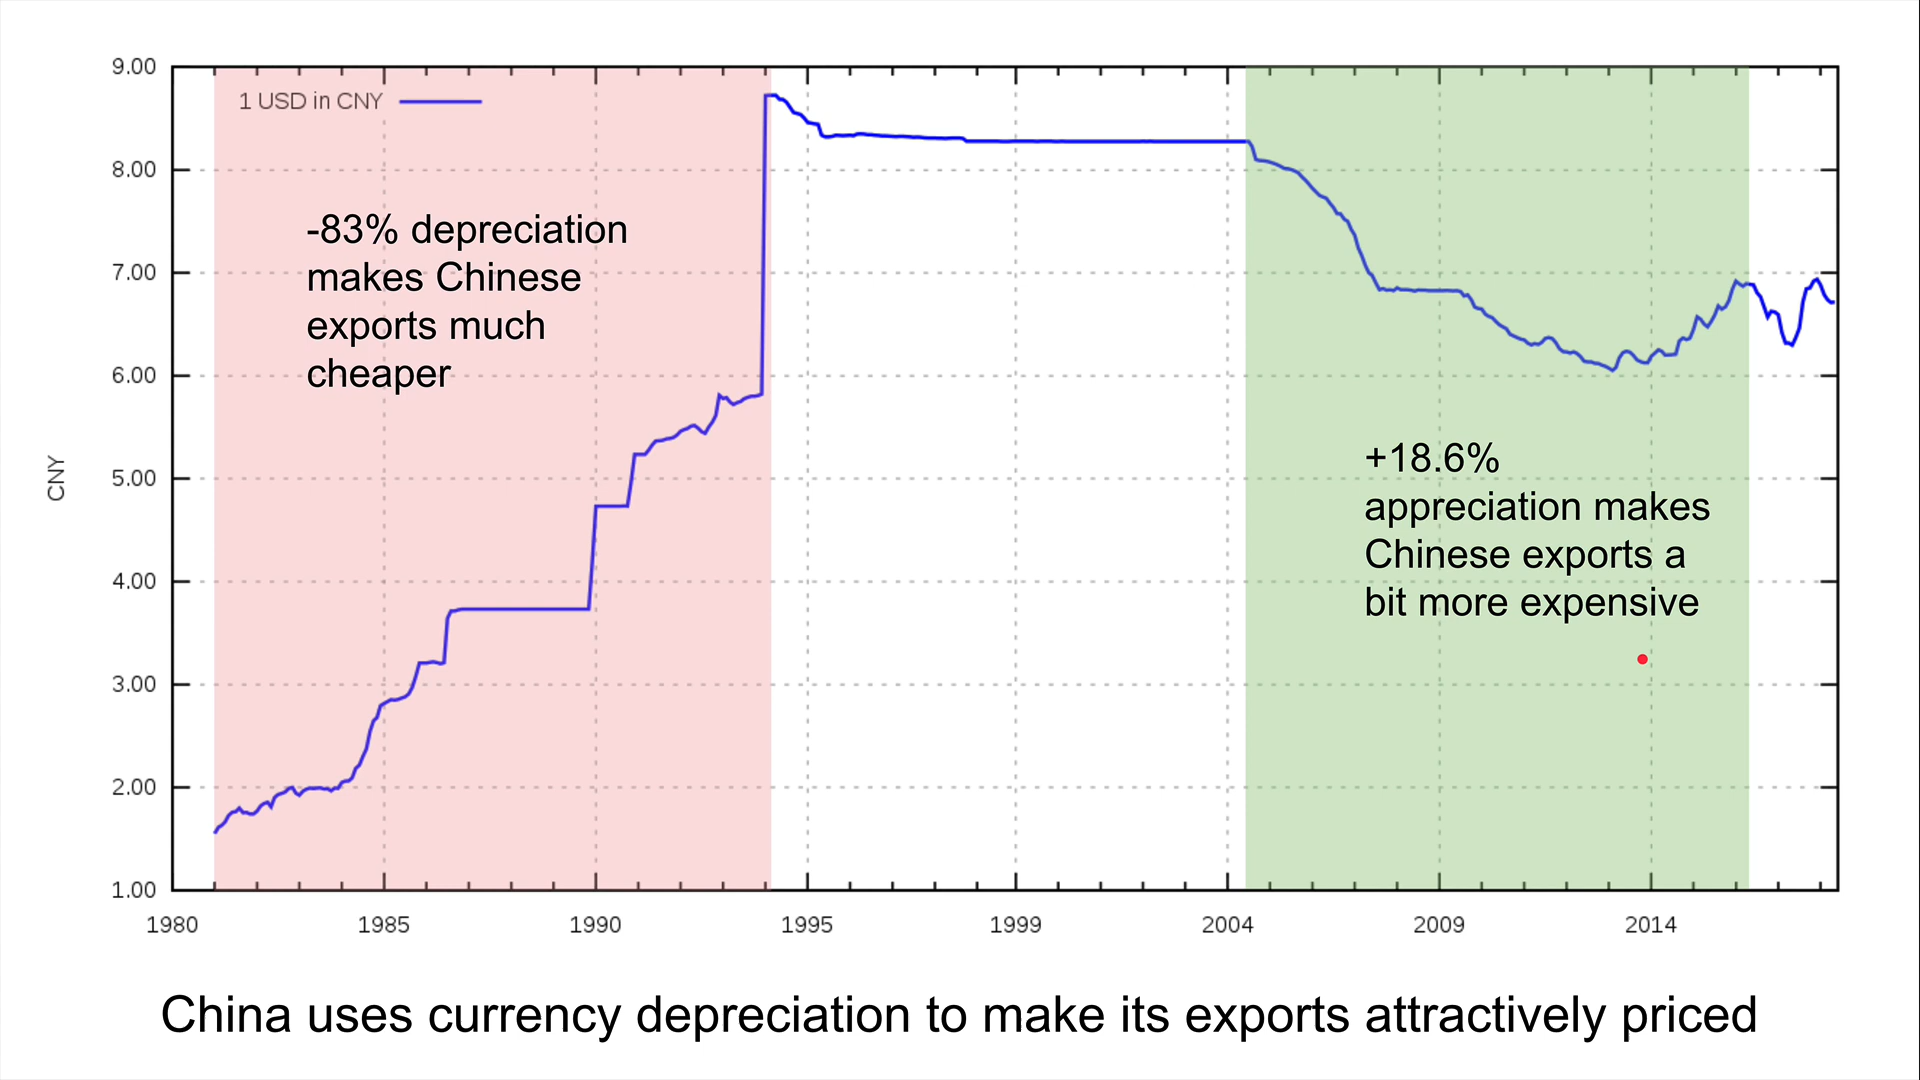 9.00
1 USD in CNY
8.00
-83% depreciation
makes Chinese
exports much
cheaper
7.00
6.00
+18.6%
appreciation makes
Chinese exports a
bit more expensive
CNY
5.00
4.00
3.00
2.00
1.00
1980 1985 1990 1995 1999 2004 2009 2014
China uses currency depreciation to make its exports attractively priced